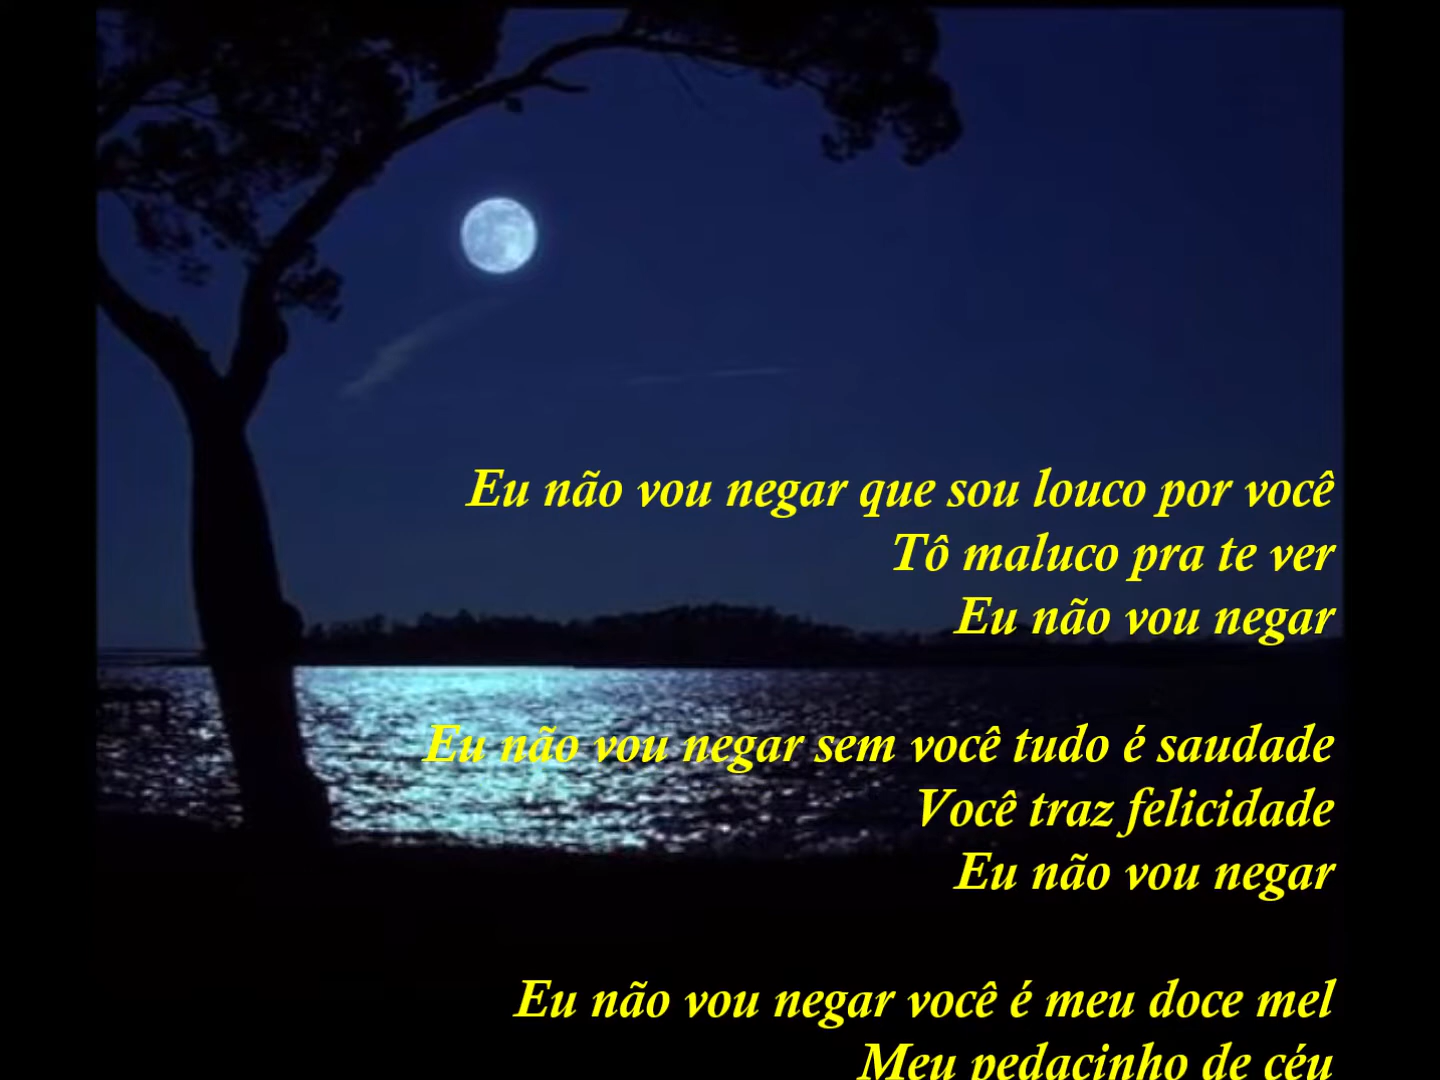 Eu não vou negar que sou louco por você
Tô maluco pra te ver
Eu não vou negar
Eu não vou negar sem você tudo é saudade
Você traz felicidade
Eu não vou negar
Eu não vou negar você é meu doce mel
Meu pedacinho de céu